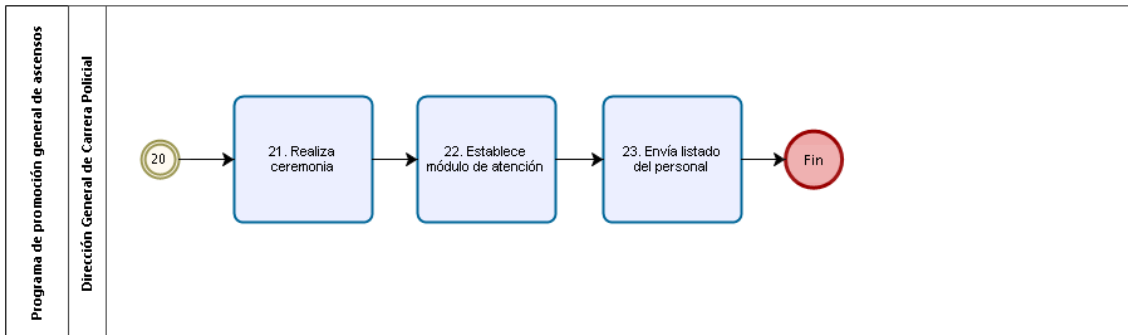 Programa de promoción general de ascensos
Dirección General de Carrera Policial
20
21. Realiza
ceremonia
22. Establece
módulo de atención
23. Envía listado
del personal
Fin